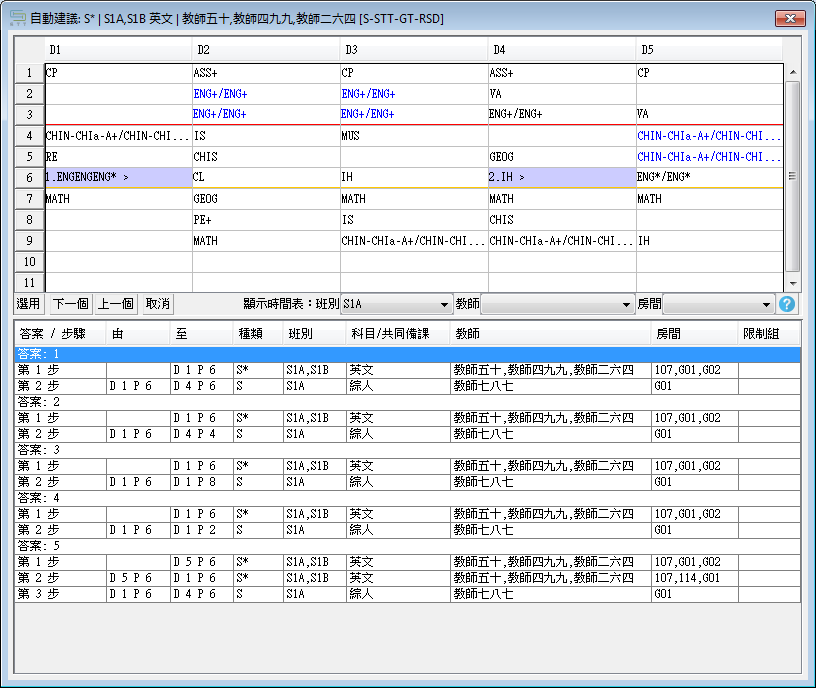 自動建議: S* | S1A,S1B 英文 | 教師五十,教師四九九,教師二六四 [S-STT-GT-RSD]
D1 D2 D3 D4 D5
1 CP ASS+ CP ASS+ CP
2 ENG+/ENG+ ENG+/ENG+ VA
3 ENG+/ENG+ ENG+/ENG+ ENG+/ENG+ VA
4 CHIN-CHIa-A+/CHIN-CHI... IS MUS CHIN-CHIa-A+/CHIN-CHI...
5 RE CHIS GEOG CHIN-CHIa-A+/CHIN-CHI...
6 1.ENGENGENG* > CL IH 2.IH > ENG*/ENG*
7 MATH GEOG MATH MATH MATH
8 PE+ IS CHIS
9 MATH CHIN-CHIa-A+/CHIN-CHI... CHIN-CHIa-A+/CHIN-CHI... IH
10
11
選用 下一個 上一個 取消 顯示時間表：班別 S1A 教師 房間 ?
答案 / 步驟 由 至 種類 班別 科目/共同備課 教師 房間 限制組
答案: 1
第 1 步 D 1 P 6 S* S1A,S1B 英文 教師五十,教師四九九,教師二六四 107,G01,G02
第 2 步 D 1 P 6 D 4 P 6 S S1A 綜人 教師七八七 G01
答案: 2
第 1 步 D 1 P 6 S* S1A,S1B 英文 教師五十,教師四九九,教師二六四 107,G01,G02
第 2 步 D 1 P 6 D 4 P 4 S S1A 綜人 教師七八七 G01
答案: 3
第 1 步 D 1 P 6 S* S1A,S1B 英文 教師五十,教師四九九,教師二六四 107,G01,G02
第 2 步 D 1 P 6 D 1 P 8 S S1A 綜人 教師七八七 G01
答案: 4
第 1 步 D 1 P 6 S* S1A,S1B 英文 教師五十,教師四九九,教師二六四 107,G01,G02
第 2 步 D 1 P 6 D 1 P 2 S S1A 綜人 教師七八七 G01
答案: 5
第 1 步 D 5 P 6 S* S1A,S1B 英文 教師五十,教師四九九,教師二六四 107,G01,G02
第 2 步 D 5 P 6 D 1 P 6 S* S1A,S1B 英文 教師五十,教師四九九,教師二六四 107,114,G01
第 3 步 D 1 P 6 D 4 P 6 S S1A 綜人 教師七八七 G01